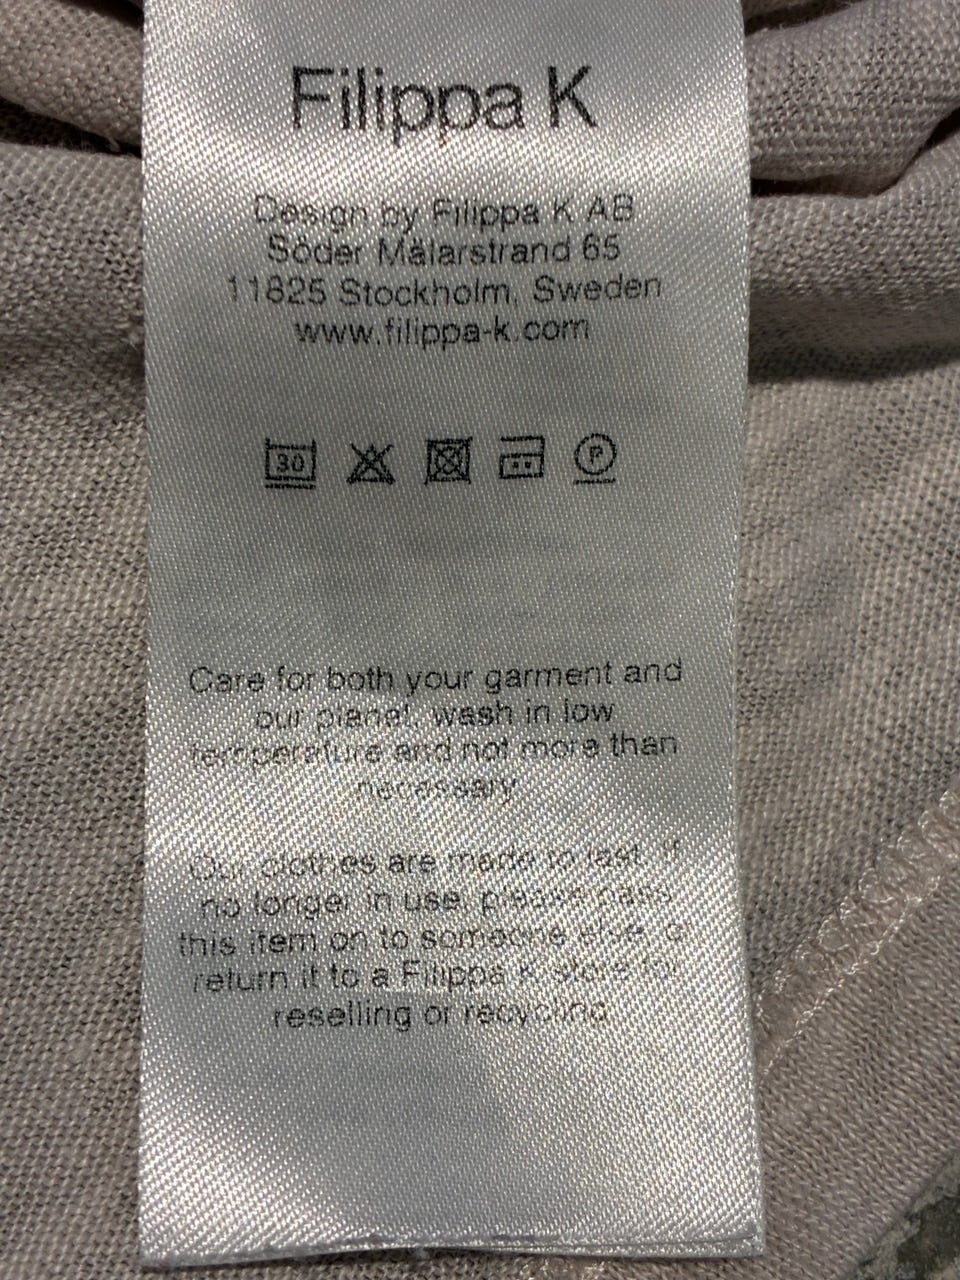 Filippa K
Design by Filippa K AB
Söder Mälarstrand 65
11825 Stockholm, Sweden
www.filippa-k.com
30 P
Care for both your garment and
our planet, wash in low
temperature and not more than
necessary
Our clothes are made to last. If
no longer in use, please pass
this item on to someone else, or
return it to a Filippa K store for
reselling or recycling